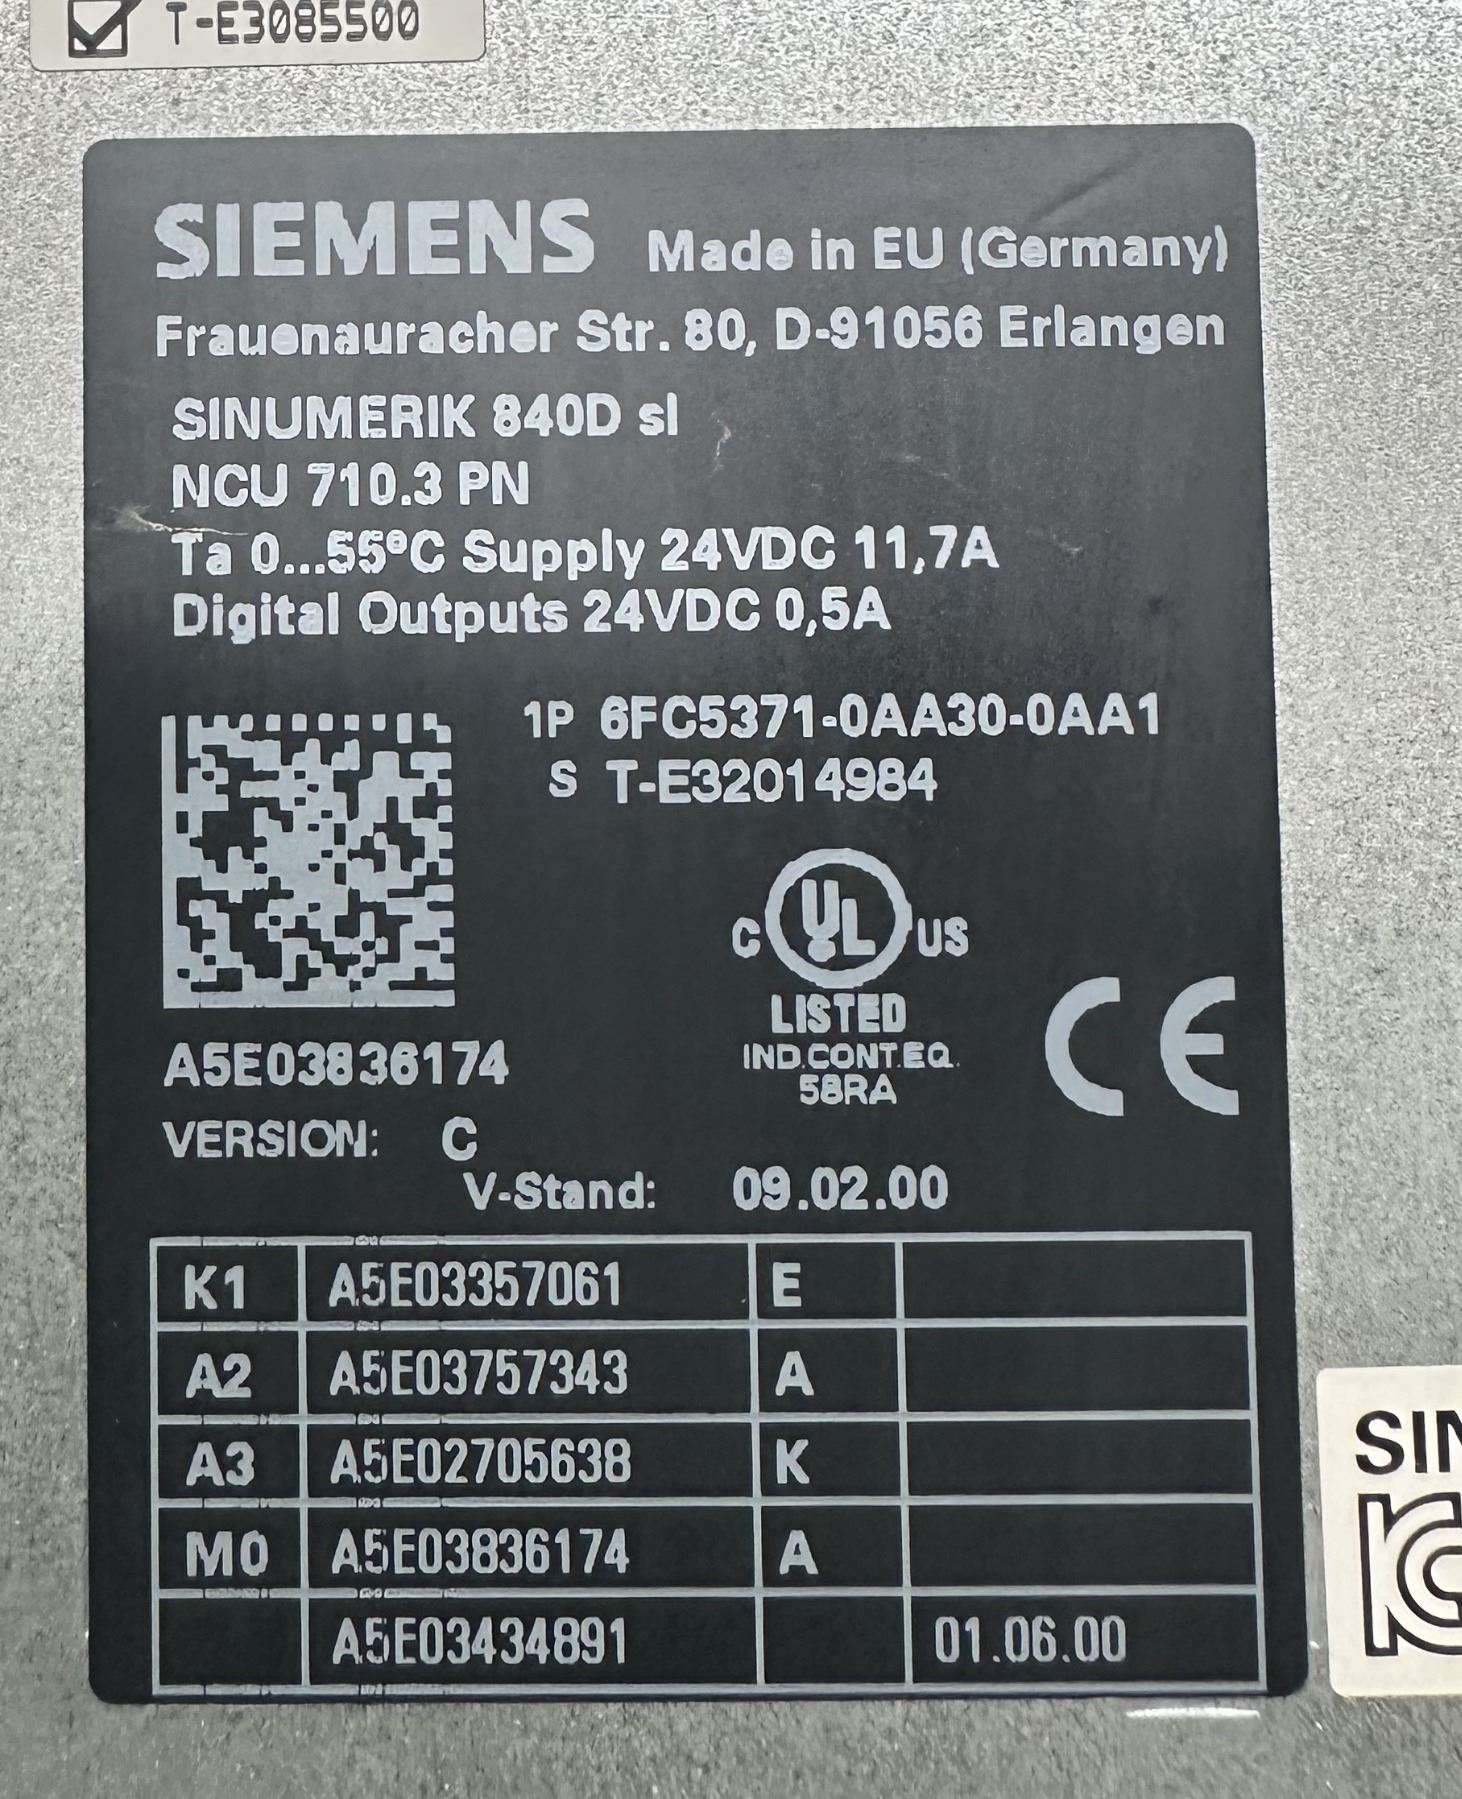 T-E3085500
SIEMENS Made in EU (Germany)
Frauenauracher Str. 80, D-91056 Erlangen
SINUMERIK 840D sl
NCU 710.3 PN
Ta 0...55°C Supply 24VDC 11,7A
Digital Outputs 24VDC 0,5A
1P 6FC5371-0AA30-0AA1
S T-E32014984
C UL US
LISTED
IND.CONT.EQ.
58RA
CE
A5E03836174
VERSION: C
V-Stand: 09.02.00
K1 A5E03357061 E
A2 A5E03757343 A
A3 A5E02705638 K
M0 A5E03836174 A
A5E03434891 01.06.00
SIN